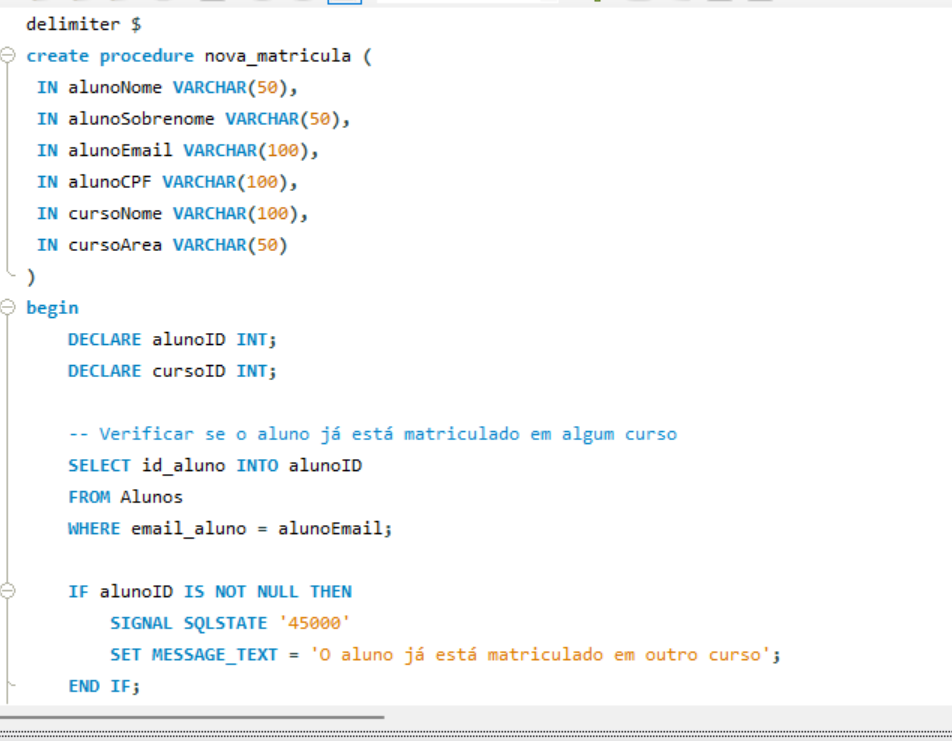 delimiter $
create procedure nova_matricula (
IN alunoNome VARCHAR(50),
IN alunoSobrenome VARCHAR(50),
IN alunoEmail VARCHAR(100),
IN alunoCPF VARCHAR(100),
IN cursoNome VARCHAR(100),
IN cursoArea VARCHAR(50)
)
begin
DECLARE alunoID INT;
DECLARE cursoID INT;
-- Verificar se o aluno já está matriculado em algum curso
SELECT id_aluno INTO alunoID
FROM Alunos
WHERE email_aluno = alunoEmail;
IF alunoID IS NOT NULL THEN
SIGNAL SQLSTATE '45000'
SET MESSAGE_TEXT = 'O aluno já está matriculado em outro curso';
END IF;